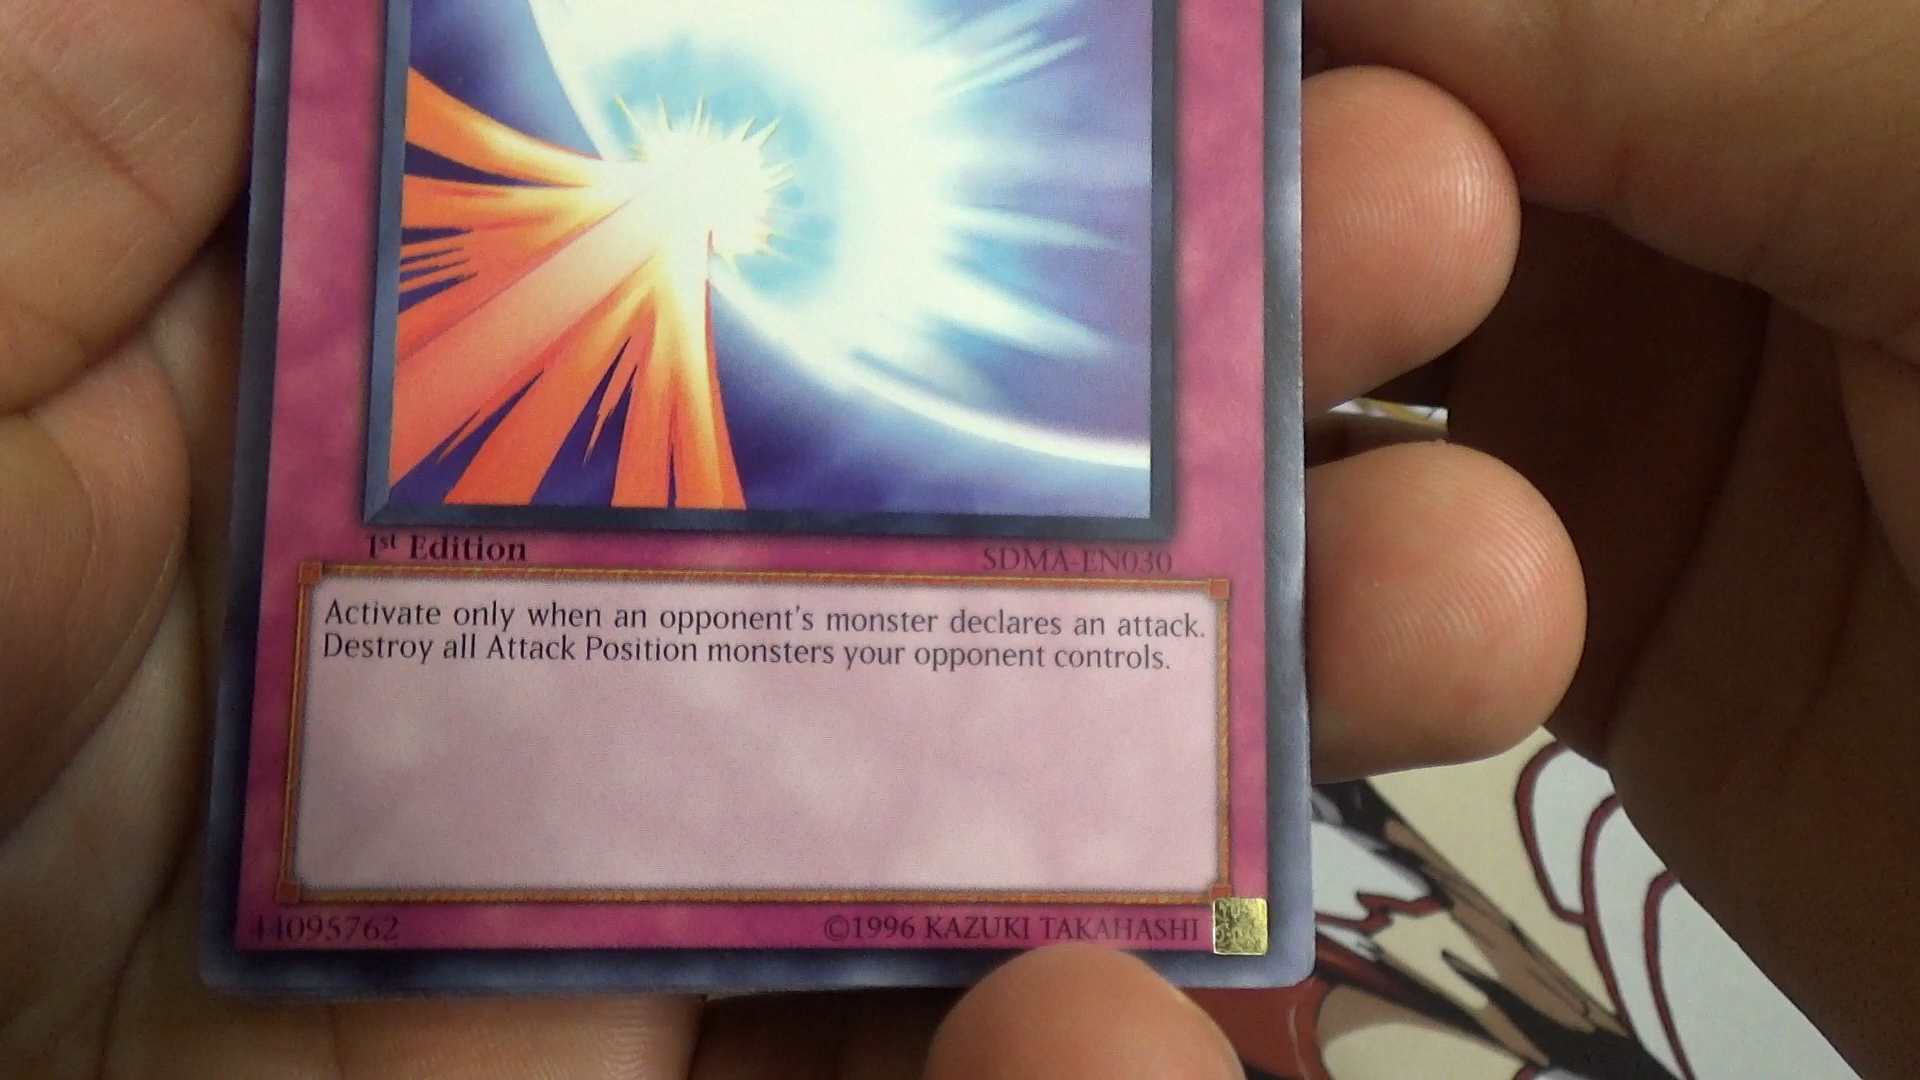 1st Edition
SDMA-EN030
Activate only when an opponent's monster declares an attack.
Destroy all Attack Position monsters your opponent controls.
44095762
©1996 KAZUKI TAKAHASHI